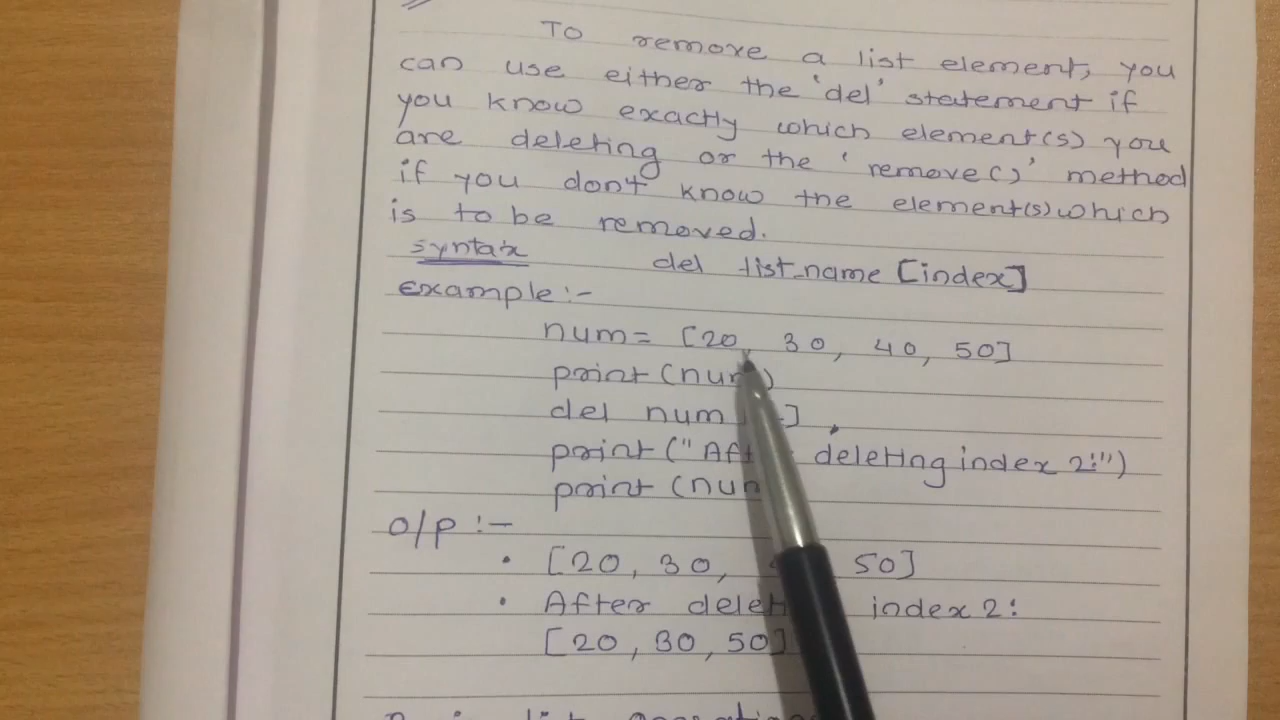 To remove a list element, you
can use either the 'del' statement if
you know exactly which element(s) you
are deleting or the 'remove()' method
if you don't know the element(s) which
is to be removed.
syntax del list_name [index]
Example:-
num = [20, 30, 40, 50]
print (num)
del num
print ("After deleting index 2:")
print (num
O/P :-
• [20, 30, 50]
• After index 2:
[20, 30, 50]
list